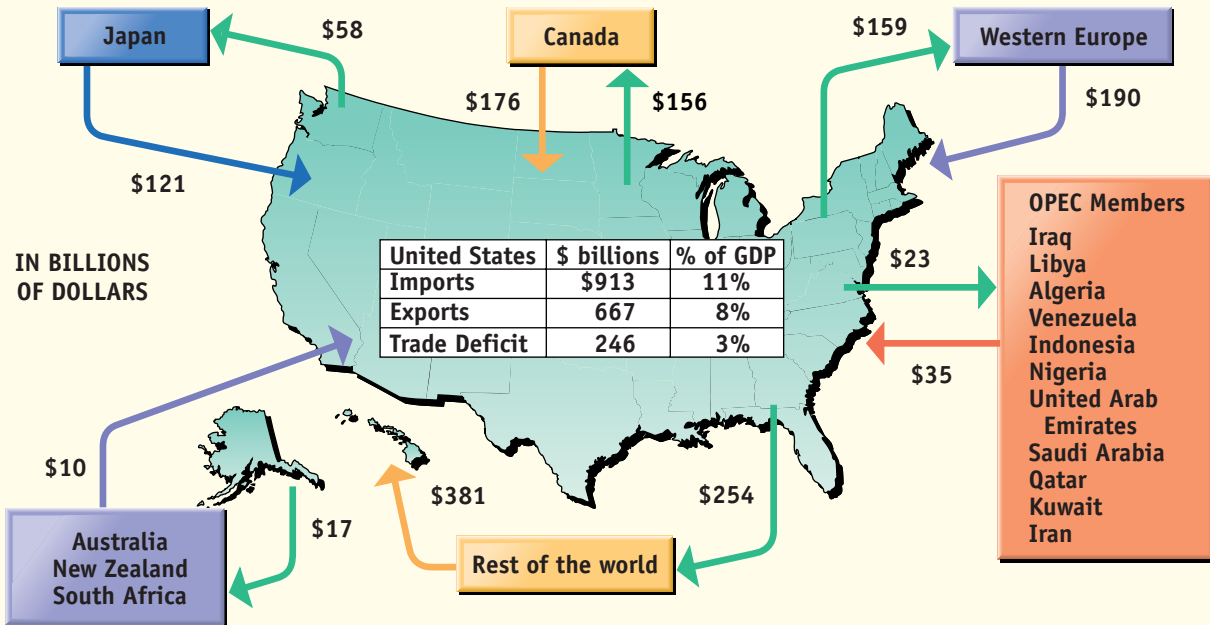 Japan
$58
Canada
$159
Western Europe
$176
$156
$190
$121
IN BILLIONS
OF DOLLARS
United States $ billions % of GDP
Imports $913 11%
Exports 667 8%
Trade Deficit 246 3%
OPEC Members
Iraq
Libya
Algeria
Venezuela
Indonesia
Nigeria
United Arab
Emirates
Saudi Arabia
Qatar
Kuwait
Iran
$23
$35
$10
$17
$381
$254
Australia
New Zealand
South Africa
Rest of the world